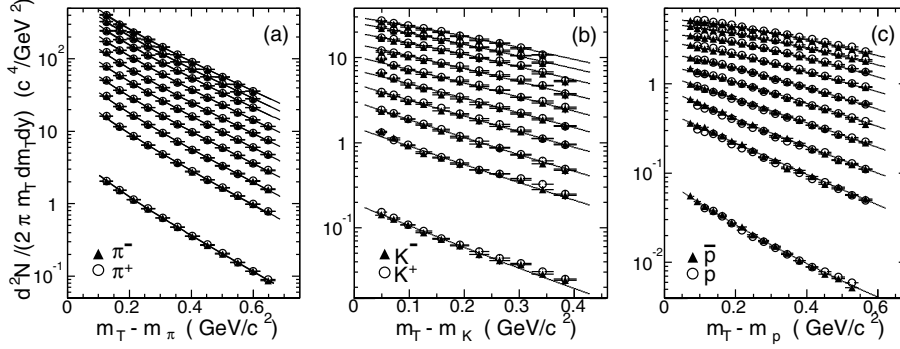 d²N /(2 π m_T dm_T dy) (c⁴/GeV²)
(a)
10²
10
1
10⁻¹
π⁻
π⁺
0 0.2 0.4 0.6
m_T - m_π ( GeV/c²)
(b)
10
1
10⁻¹
K⁻
K⁺
0 0.1 0.2 0.3 0.4
m_T - m_K ( GeV/c²)
(c)
1
10⁻¹
10⁻²
p̄
p
0 0.2 0.4 0.6
m_T - m_p ( GeV/c²)